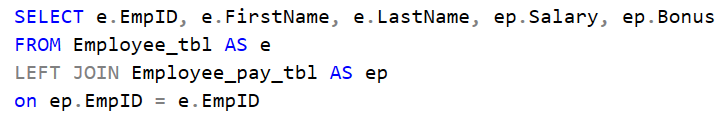 SELECT e.EmpID, e.FirstName, e.LastName, ep.Salary, ep.Bonus
FROM Employee_tbl AS e
LEFT JOIN Employee_pay_tbl AS ep
on ep.EmpID = e.EmpID